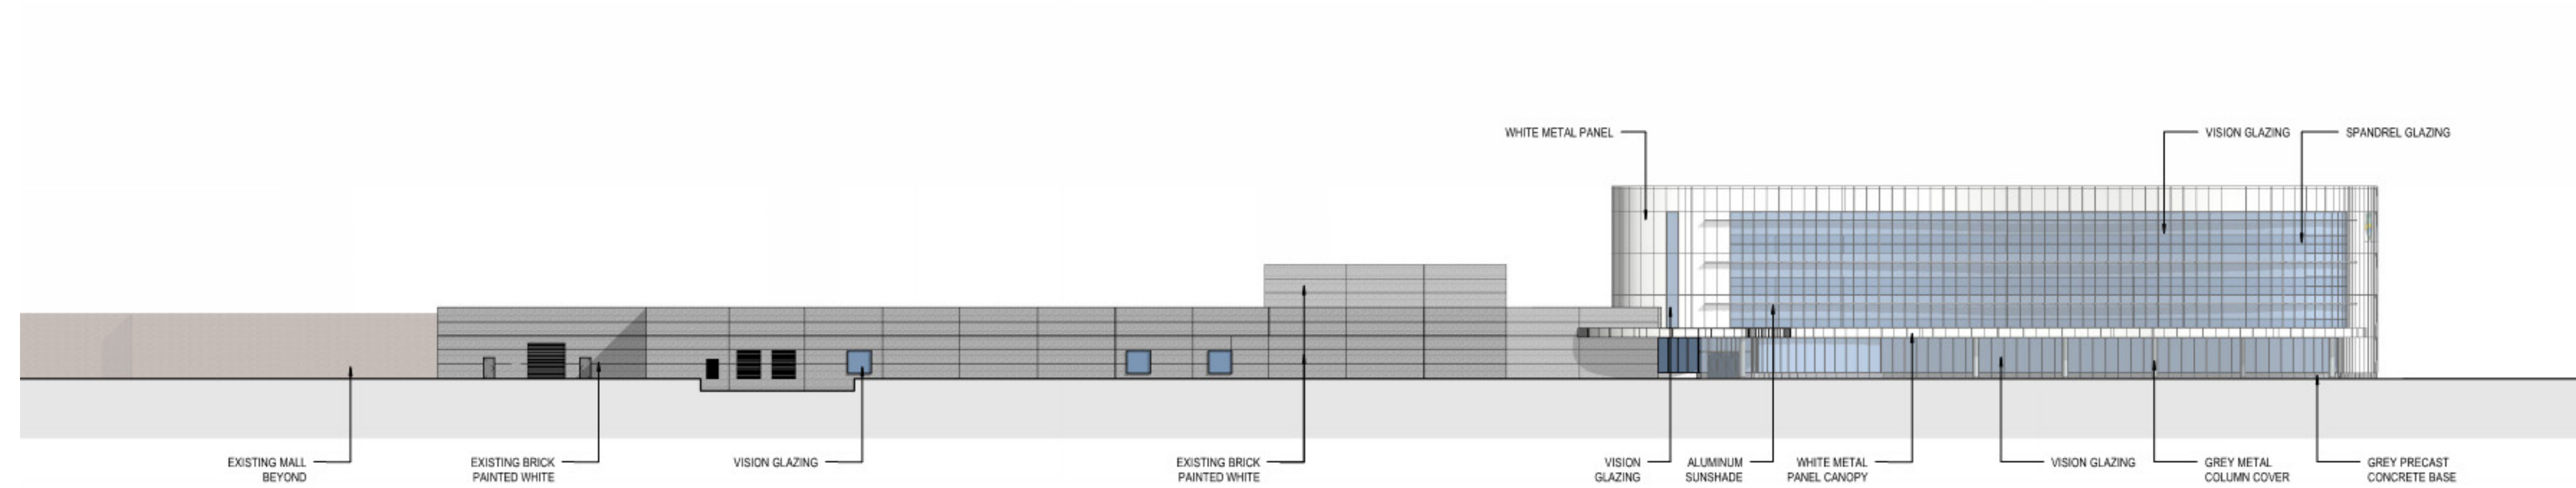 WHITE METAL PANEL
VISION GLAZING
SPANDREL GLAZING
EXISTING MALL
BEYOND
EXISTING BRICK
PAINTED WHITE
VISION GLAZING
EXISTING BRICK
PAINTED WHITE
VISION
GLAZING
ALUMINUM
SUNSHADE
WHITE METAL
PANEL CANOPY
VISION GLAZING
GREY METAL
COLUMN COVER
GREY PRECAST
CONCRETE BASE